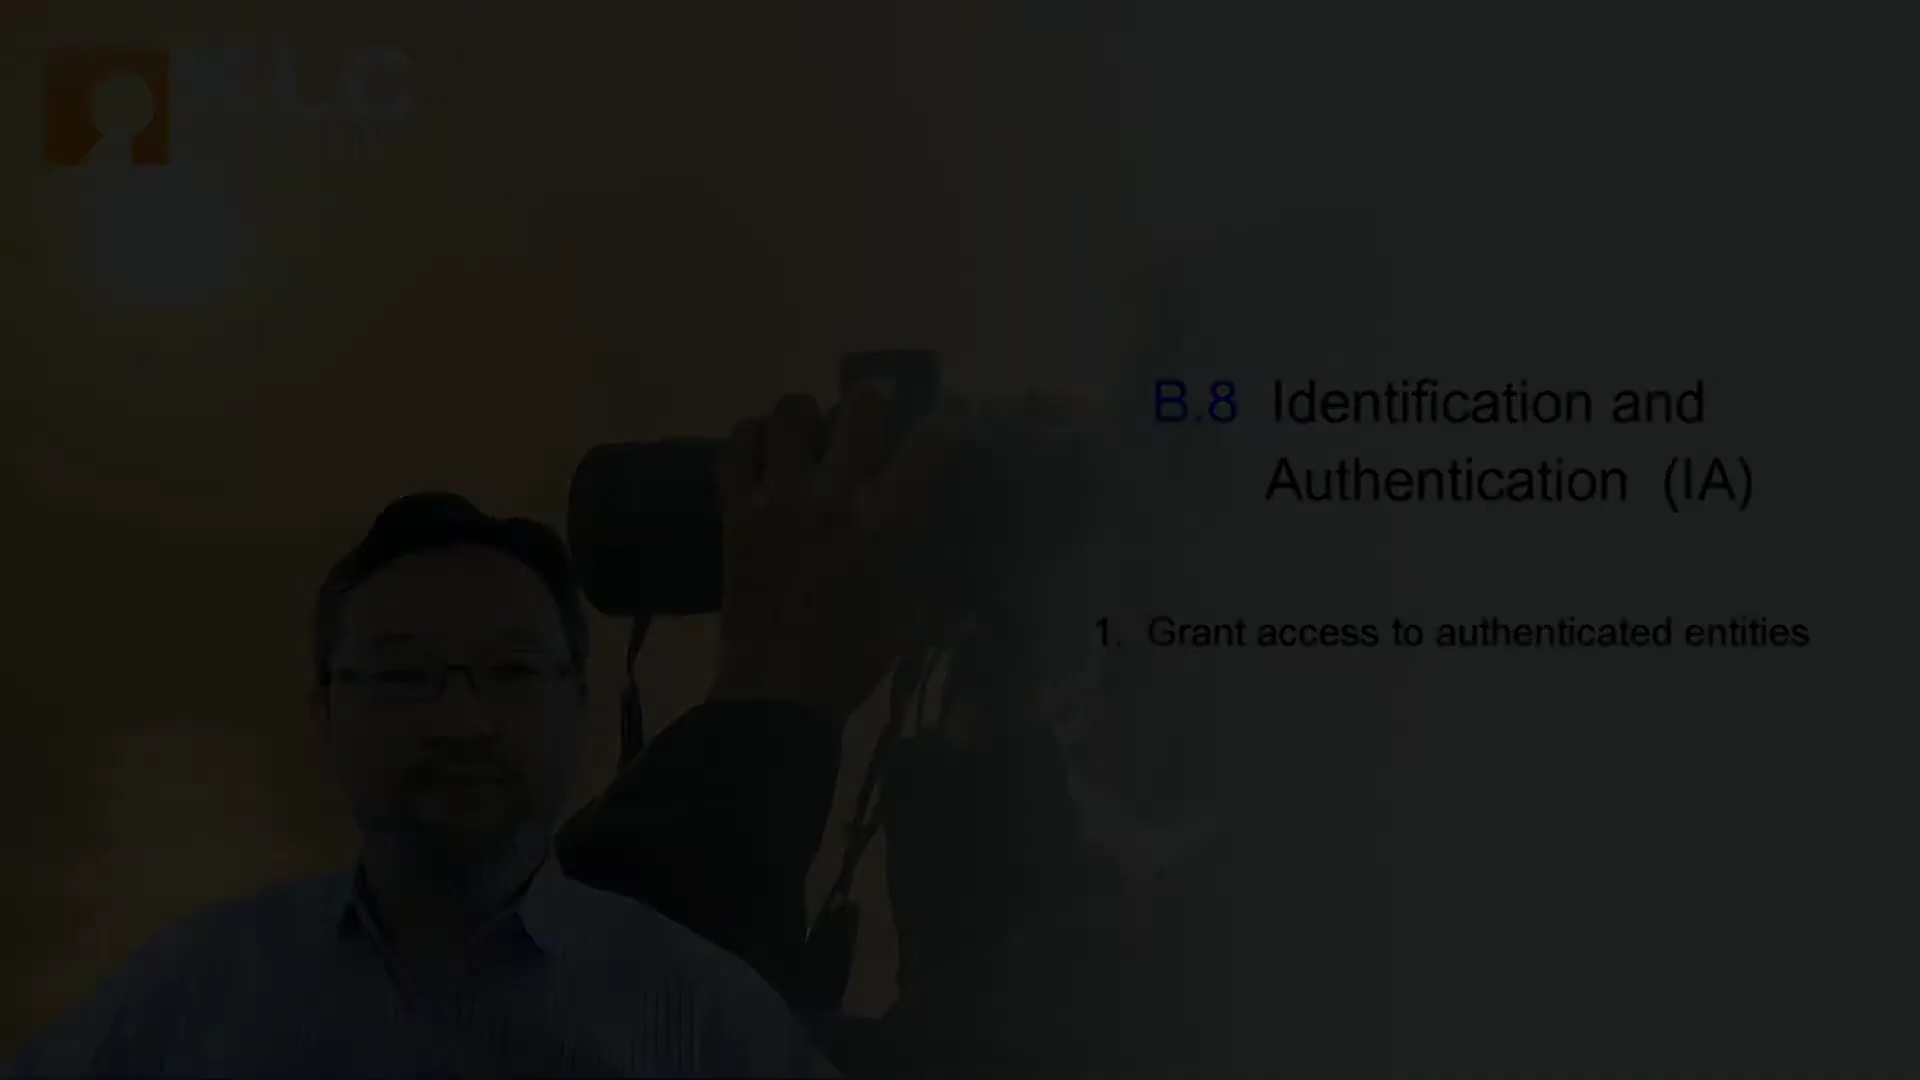 B.8 Identification and
Authentication (IA)
1. Grant access to authenticated entities